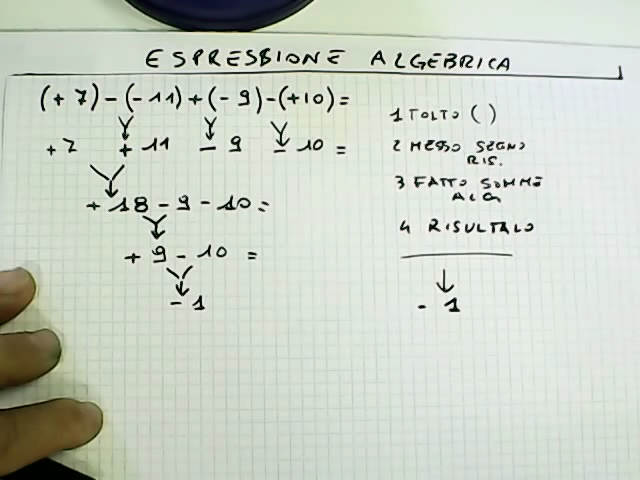 ESPRESSIONE ALGEBRICA
(+ 7) - (- 11) + (- 9) - (+10) =
+ 7 + 11 - 9 - 10 =
+ 18 - 9 - 10 =
+ 9 - 10 =
- 1
1 TOLTO ( )
2 MESSO SEGNO
RIS.
3 FATTO SOMME
ALG
4 RISULTALO
- 1